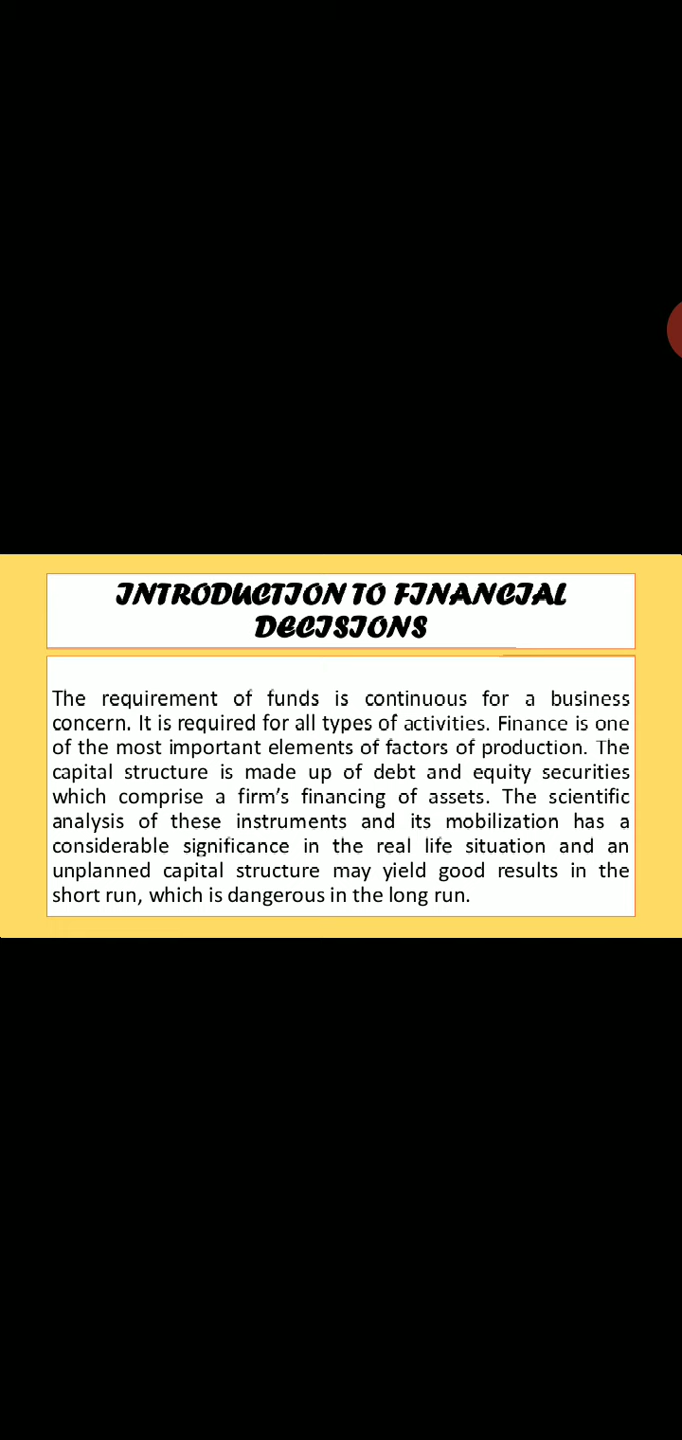 INTRODUCTION TO FINANCIAL
DECISIONS
The requirement of funds is continuous for a business
concern. It is required for all types of activities. Finance is one
of the most important elements of factors of production. The
capital structure is made up of debt and equity securities
which comprise a firm’s financing of assets. The scientific
analysis of these instruments and its mobilization has a
considerable significance in the real life situation and an
unplanned capital structure may yield good results in the
short run, which is dangerous in the long run.